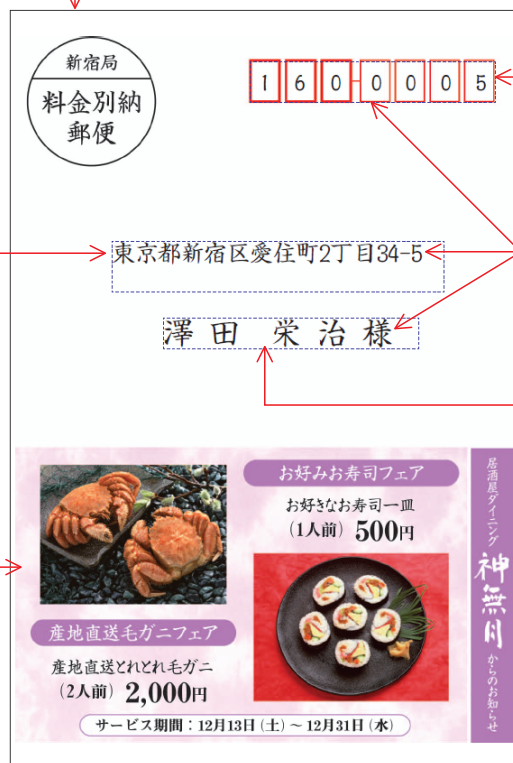 新宿局
料金別納
郵便
160-0005
東京都新宿区愛住町2丁目34-5
澤田 栄治様
お好みお寿司フェア
お好きなお寿司一皿
(1人前) 500円
産地直送毛ガニフェア
産地直送とれとれ毛ガニ
(2人前) 2,000円
サービス期間：12月13日(土)～12月31日(水)
居酒屋ダイニング 神無月 からのお知らせ